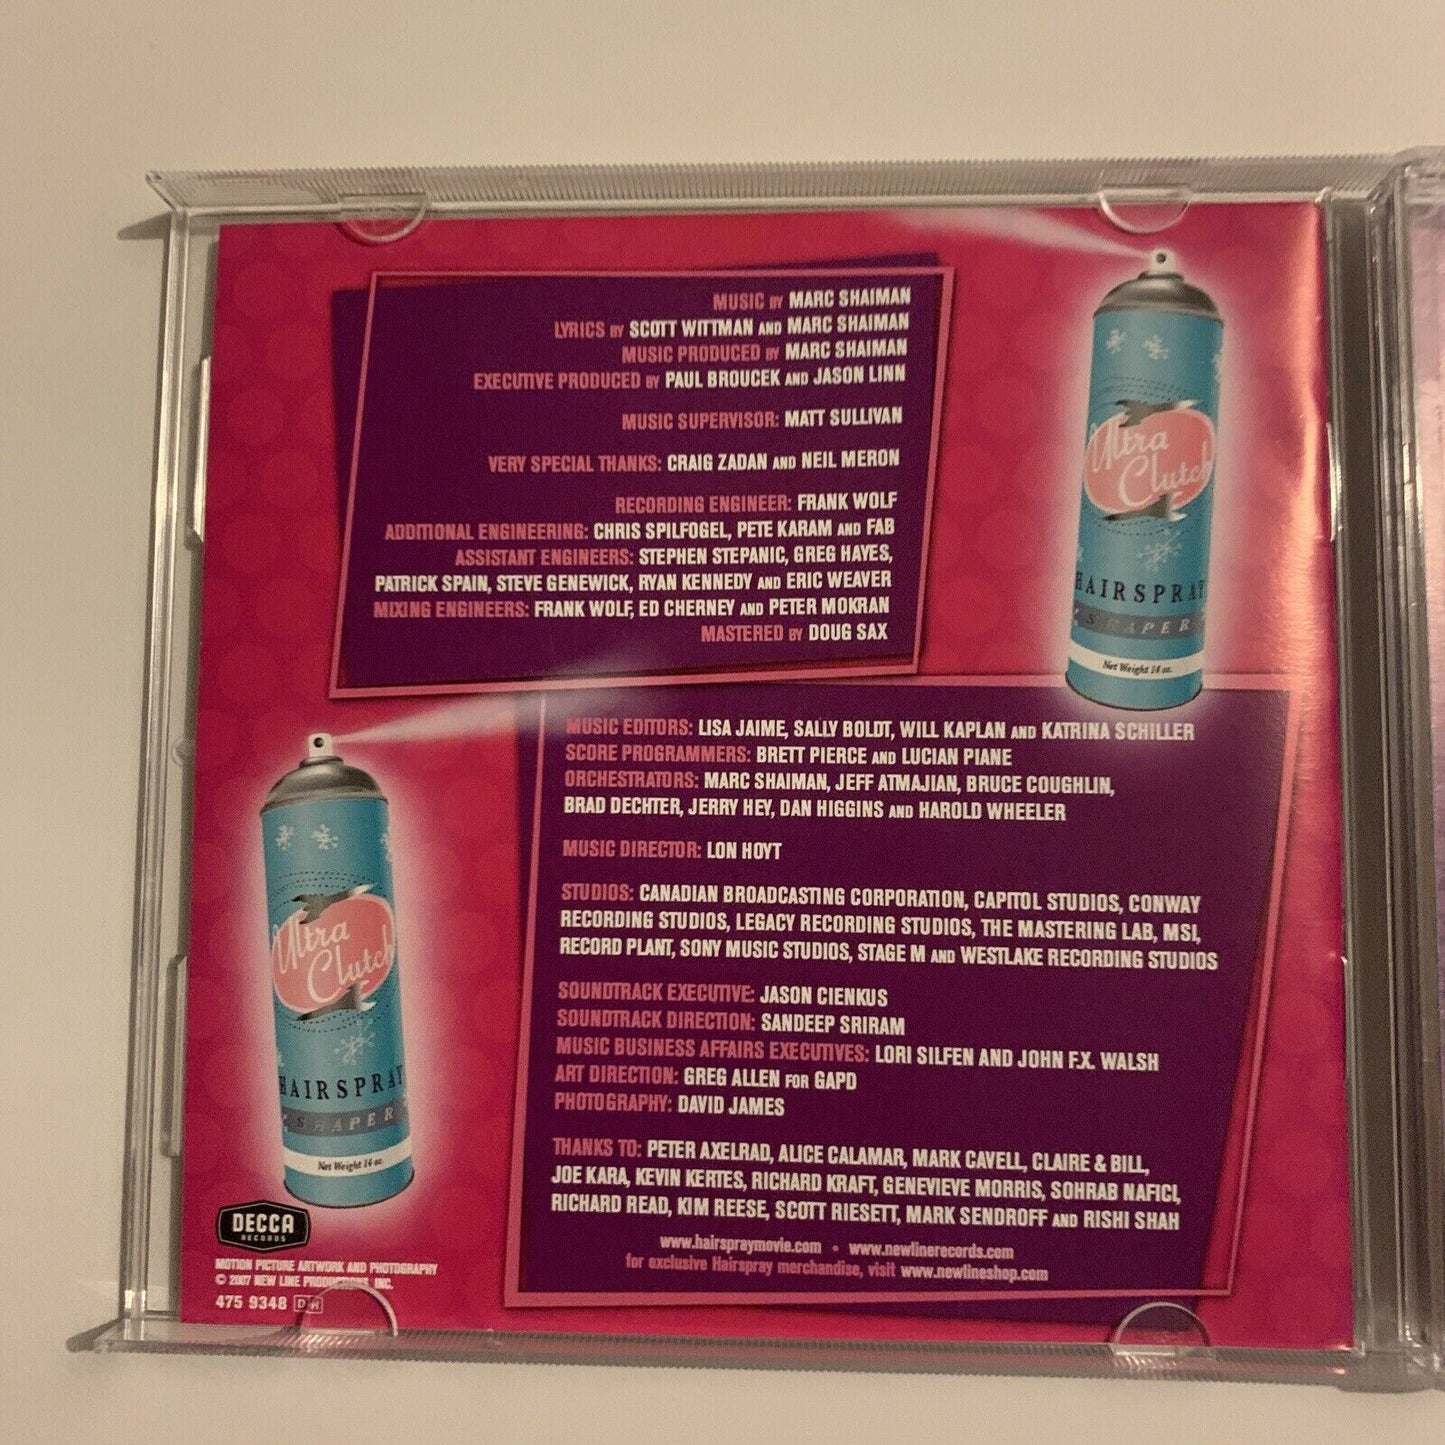 MUSIC BY MARC SHAIMAN
LYRICS BY SCOTT WITTMAN AND MARC SHAIMAN
MUSIC PRODUCED BY MARC SHAIMAN
EXECUTIVE PRODUCED BY PAUL BROUCEK AND JASON LINN
MUSIC SUPERVISOR: MATT SULLIVAN
VERY SPECIAL THANKS: CRAIG ZADAN AND NEIL MERON
RECORDING ENGINEER: FRANK WOLF
ADDITIONAL ENGINEERING: CHRIS SPILFOGEL, PETE KARAM AND FAB
ASSISTANT ENGINEERS: STEPHEN STEPANIC, GREG HAYES,
PATRICK SPAIN, STEVE GENEWICK, RYAN KENNEDY AND ERIC WEAVER
MIXING ENGINEERS: FRANK WOLF, ED CHERNEY AND PETER MOKRAN
MASTERED BY DOUG SAX
Ultra
Clutch
HAIRSPRAY
SHAPER
Net Weight 14 oz.
MUSIC EDITORS: LISA JAIME, SALLY BOLDT, WILL KAPLAN AND KATRINA SCHILLER
SCORE PROGRAMMERS: BRETT PIERCE AND LUCIAN PIANE
ORCHESTRATORS: MARC SHAIMAN, JEFF ATMAJIAN, BRUCE COUGHLIN,
BRAD DECHTER, JERRY HEY, DAN HIGGINS AND HAROLD WHEELER
MUSIC DIRECTOR: LON HOYT
STUDIOS: CANADIAN BROADCASTING CORPORATION, CAPITOL STUDIOS, CONWAY
RECORDING STUDIOS, LEGACY RECORDING STUDIOS, THE MASTERING LAB, MSI,
RECORD PLANT, SONY MUSIC STUDIOS, STAGE M AND WESTLAKE RECORDING STUDIOS
SOUNDTRACK EXECUTIVE: JASON CIENKUS
SOUNDTRACK DIRECTION: SANDEEP SRIRAM
MUSIC BUSINESS AFFAIRS EXECUTIVES: LORI SILFEN AND JOHN F.X. WALSH
ART DIRECTION: GREG ALLEN FOR GAPD
PHOTOGRAPHY: DAVID JAMES
THANKS TO: PETER AXELRAD, ALICE CALAMAR, MARK CAVELL, CLAIRE & BILL,
JOE KARA, KEVIN KERTES, RICHARD KRAFT, GENEVIEVE MORRIS, SOHRAB NAFICI,
RICHARD READ, KIM REESE, SCOTT RIESETT, MARK SENDROFF AND RISHI SHAH
www.hairspraymovie.com • www.newlinerecords.com
for exclusive Hairspray merchandise, visit www.newlineshop.com
Ultra
Clutch
HAIRSPRAY
SHAPER
Net Weight 14 oz.
DECCA
RECORDS
MOTION PICTURE ARTWORK AND PHOTOGRAPHY
© 2007 NEW LINE PRODUCTIONS, INC.
475 9348 DH